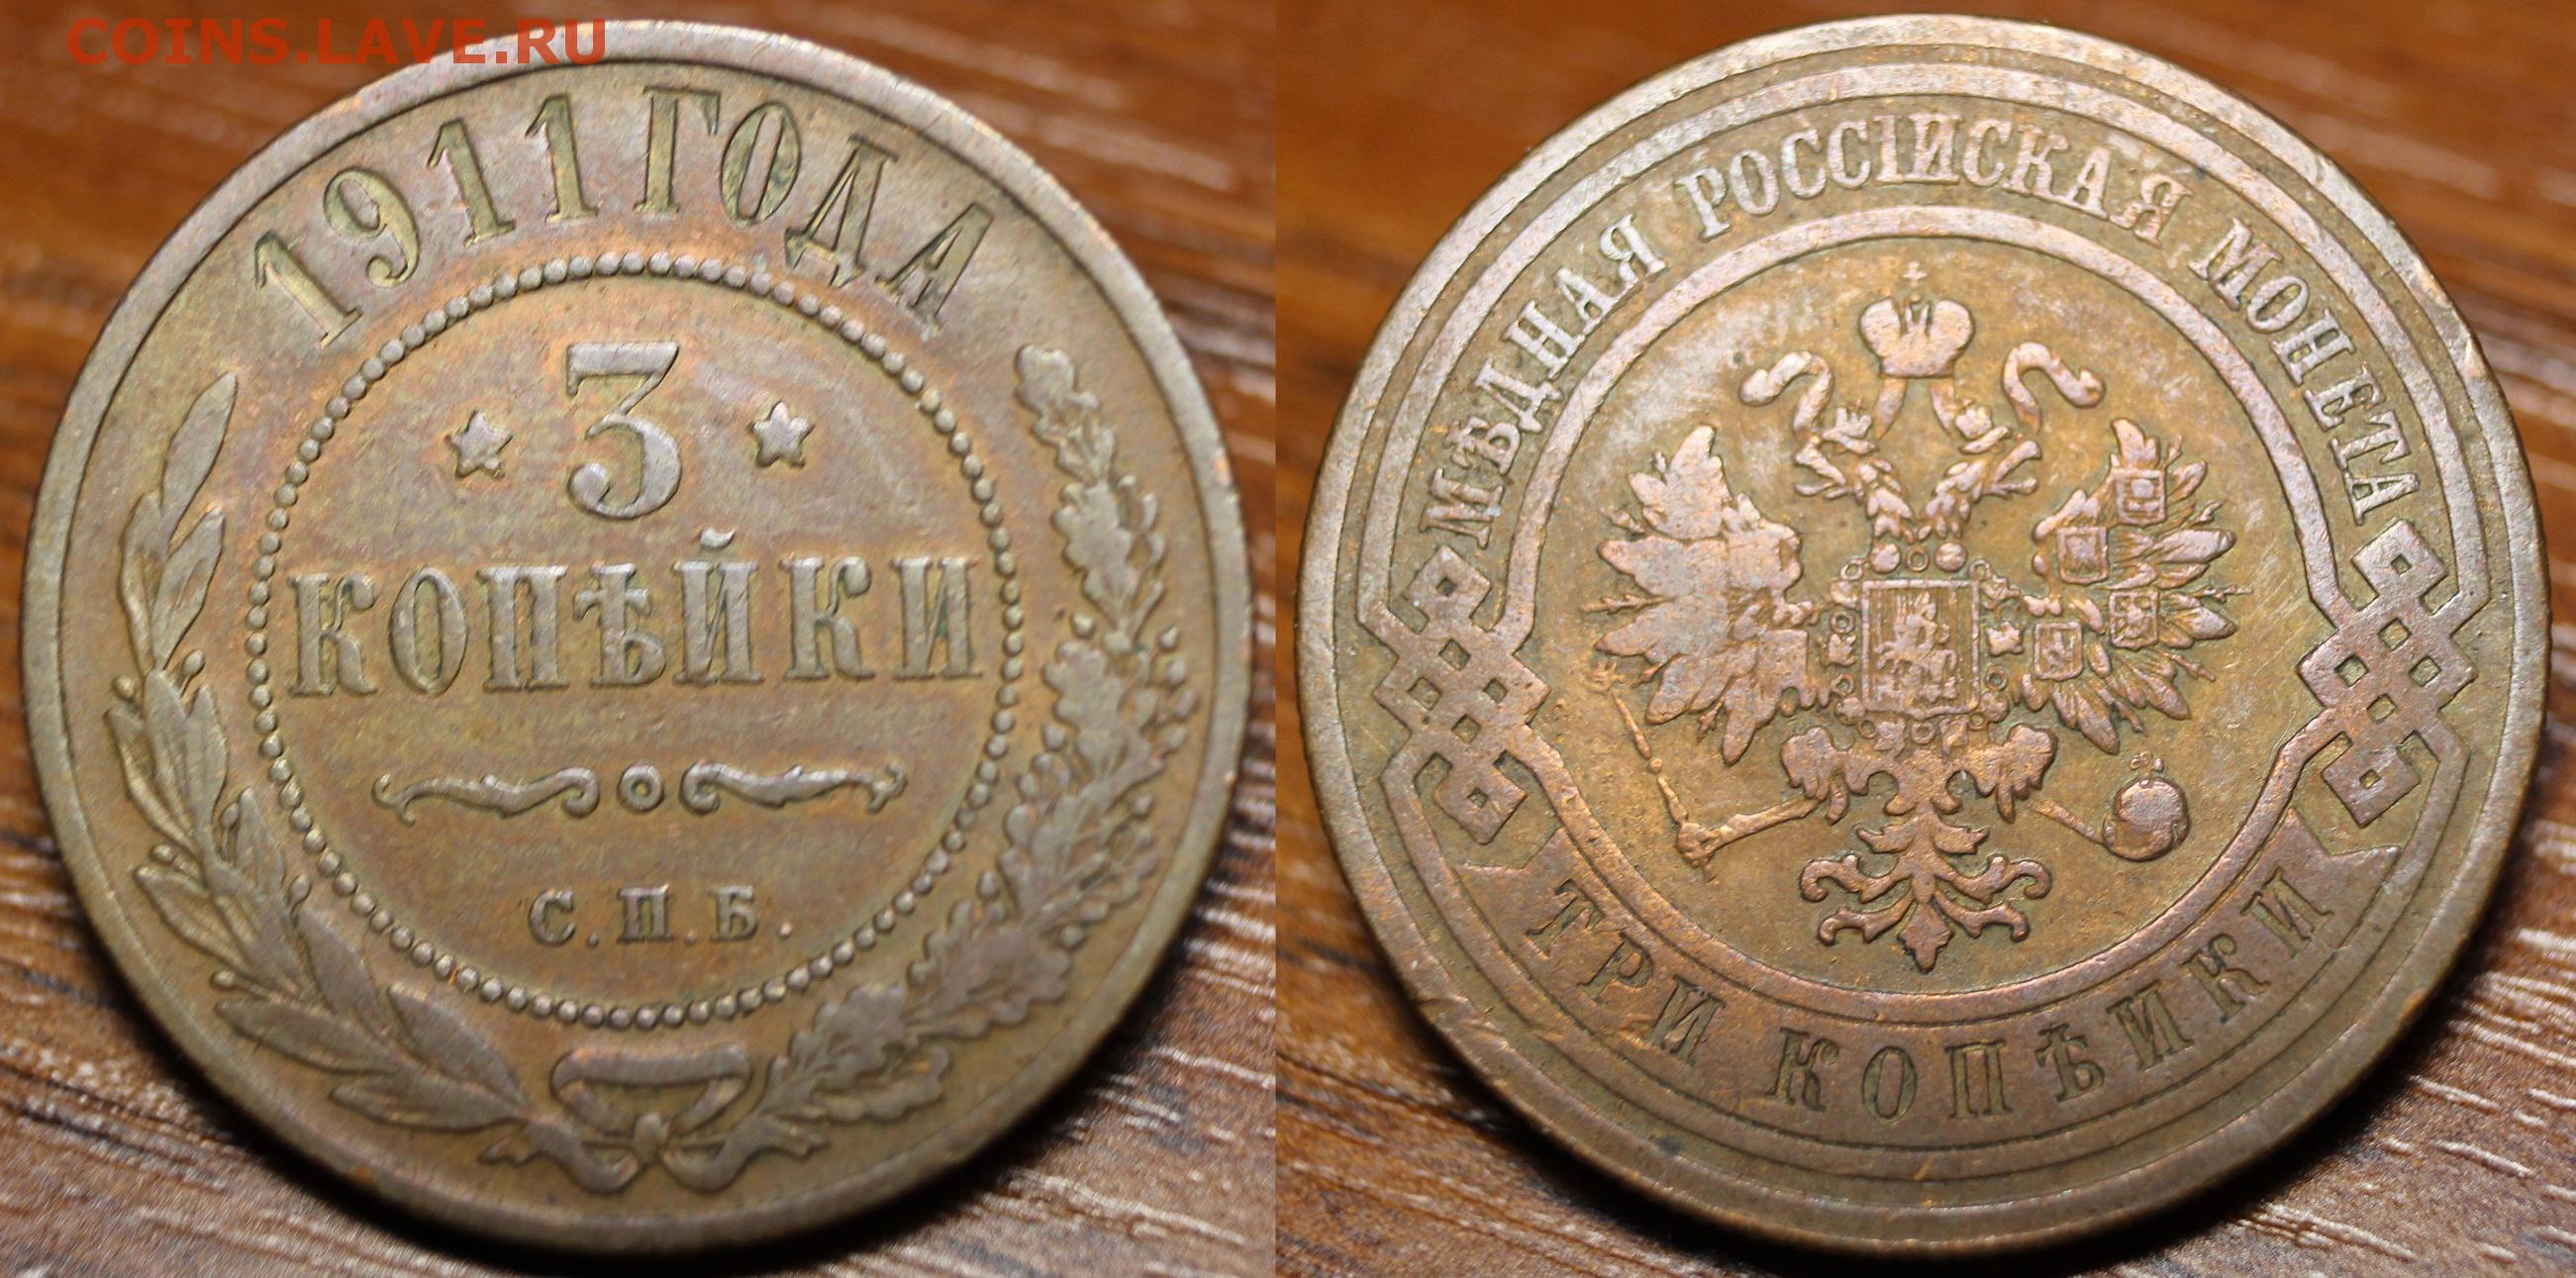 COINS.LAVE.RU
1911 ГОДА
3
КОПѢЙКИ
С.П.Б.
МѢДНАЯ РОССІЙСКАЯ МОНЕТА
ТРИ КОПѢЙКИ